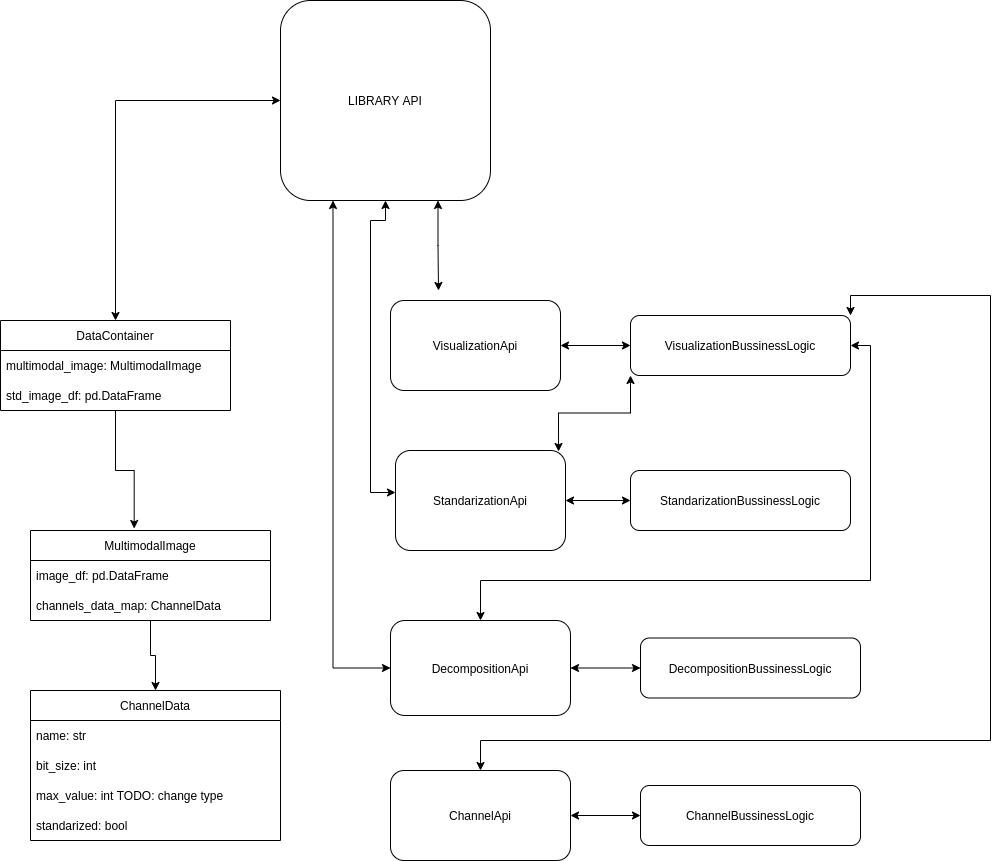 LIBRARY API
DataContainer
multimodal_image: MultimodalImage
std_image_df: pd.DataFrame
VisualizationApi
VisualizationBussinessLogic
StandarizationApi
StandarizationBussinessLogic
MultimodalImage
image_df: pd.DataFrame
channels_data_map: ChannelData
DecompositionApi
DecompositionBussinessLogic
ChannelData
name: str
bit_size: int
max_value: int TODO: change type
standarized: bool
ChannelApi
ChannelBussinessLogic